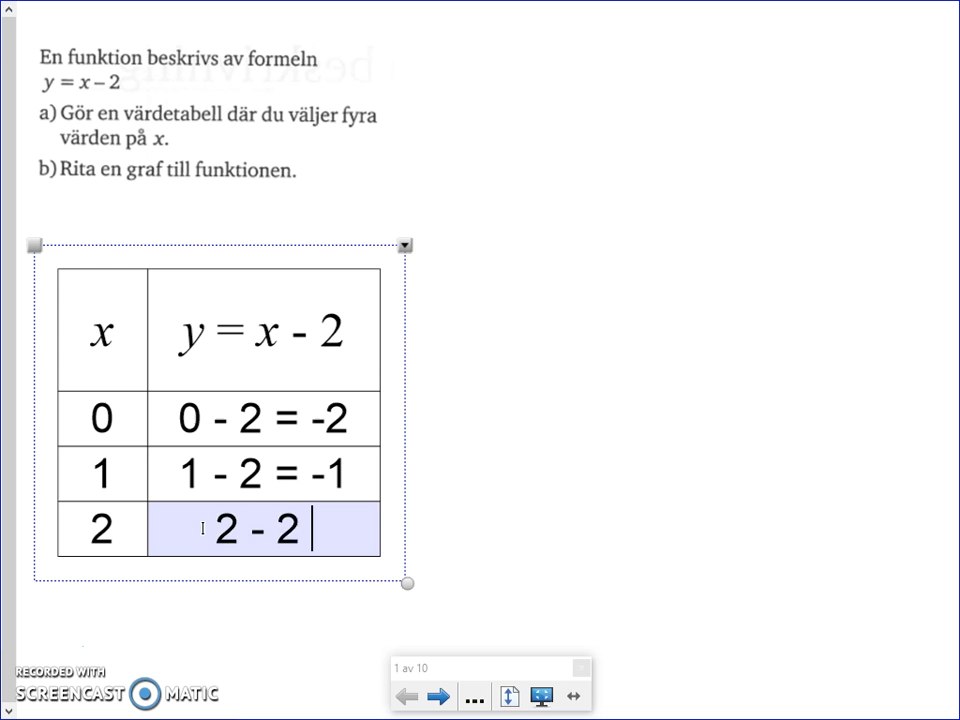 En funktion beskrivs av formeln
y = x – 2
a) Gör en värdetabell där du väljer fyra
värden på x.
b) Rita en graf till funktionen.
x y = x - 2
0 0 - 2 = -2
1 1 - 2 = -1
2 2 - 2
1 av 10
RECORDED WITH
SCREENCAST MATIC